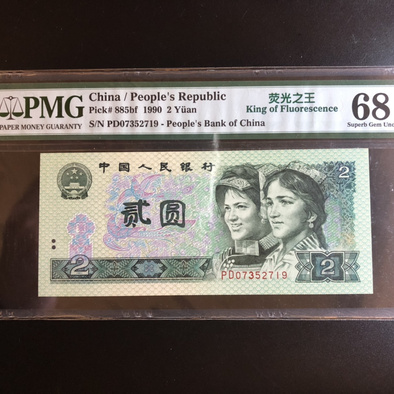 PMG
PAPER MONEY GUARANTY
China / People's Republic
Pick# 885bf 1990 2 Yüan
S/N PD07352719 - People's Bank of China
荧光之王
King of Fluorescence
68
Superb Gem Unc
中国人民银行
2
贰圆
PD07352719
2
2